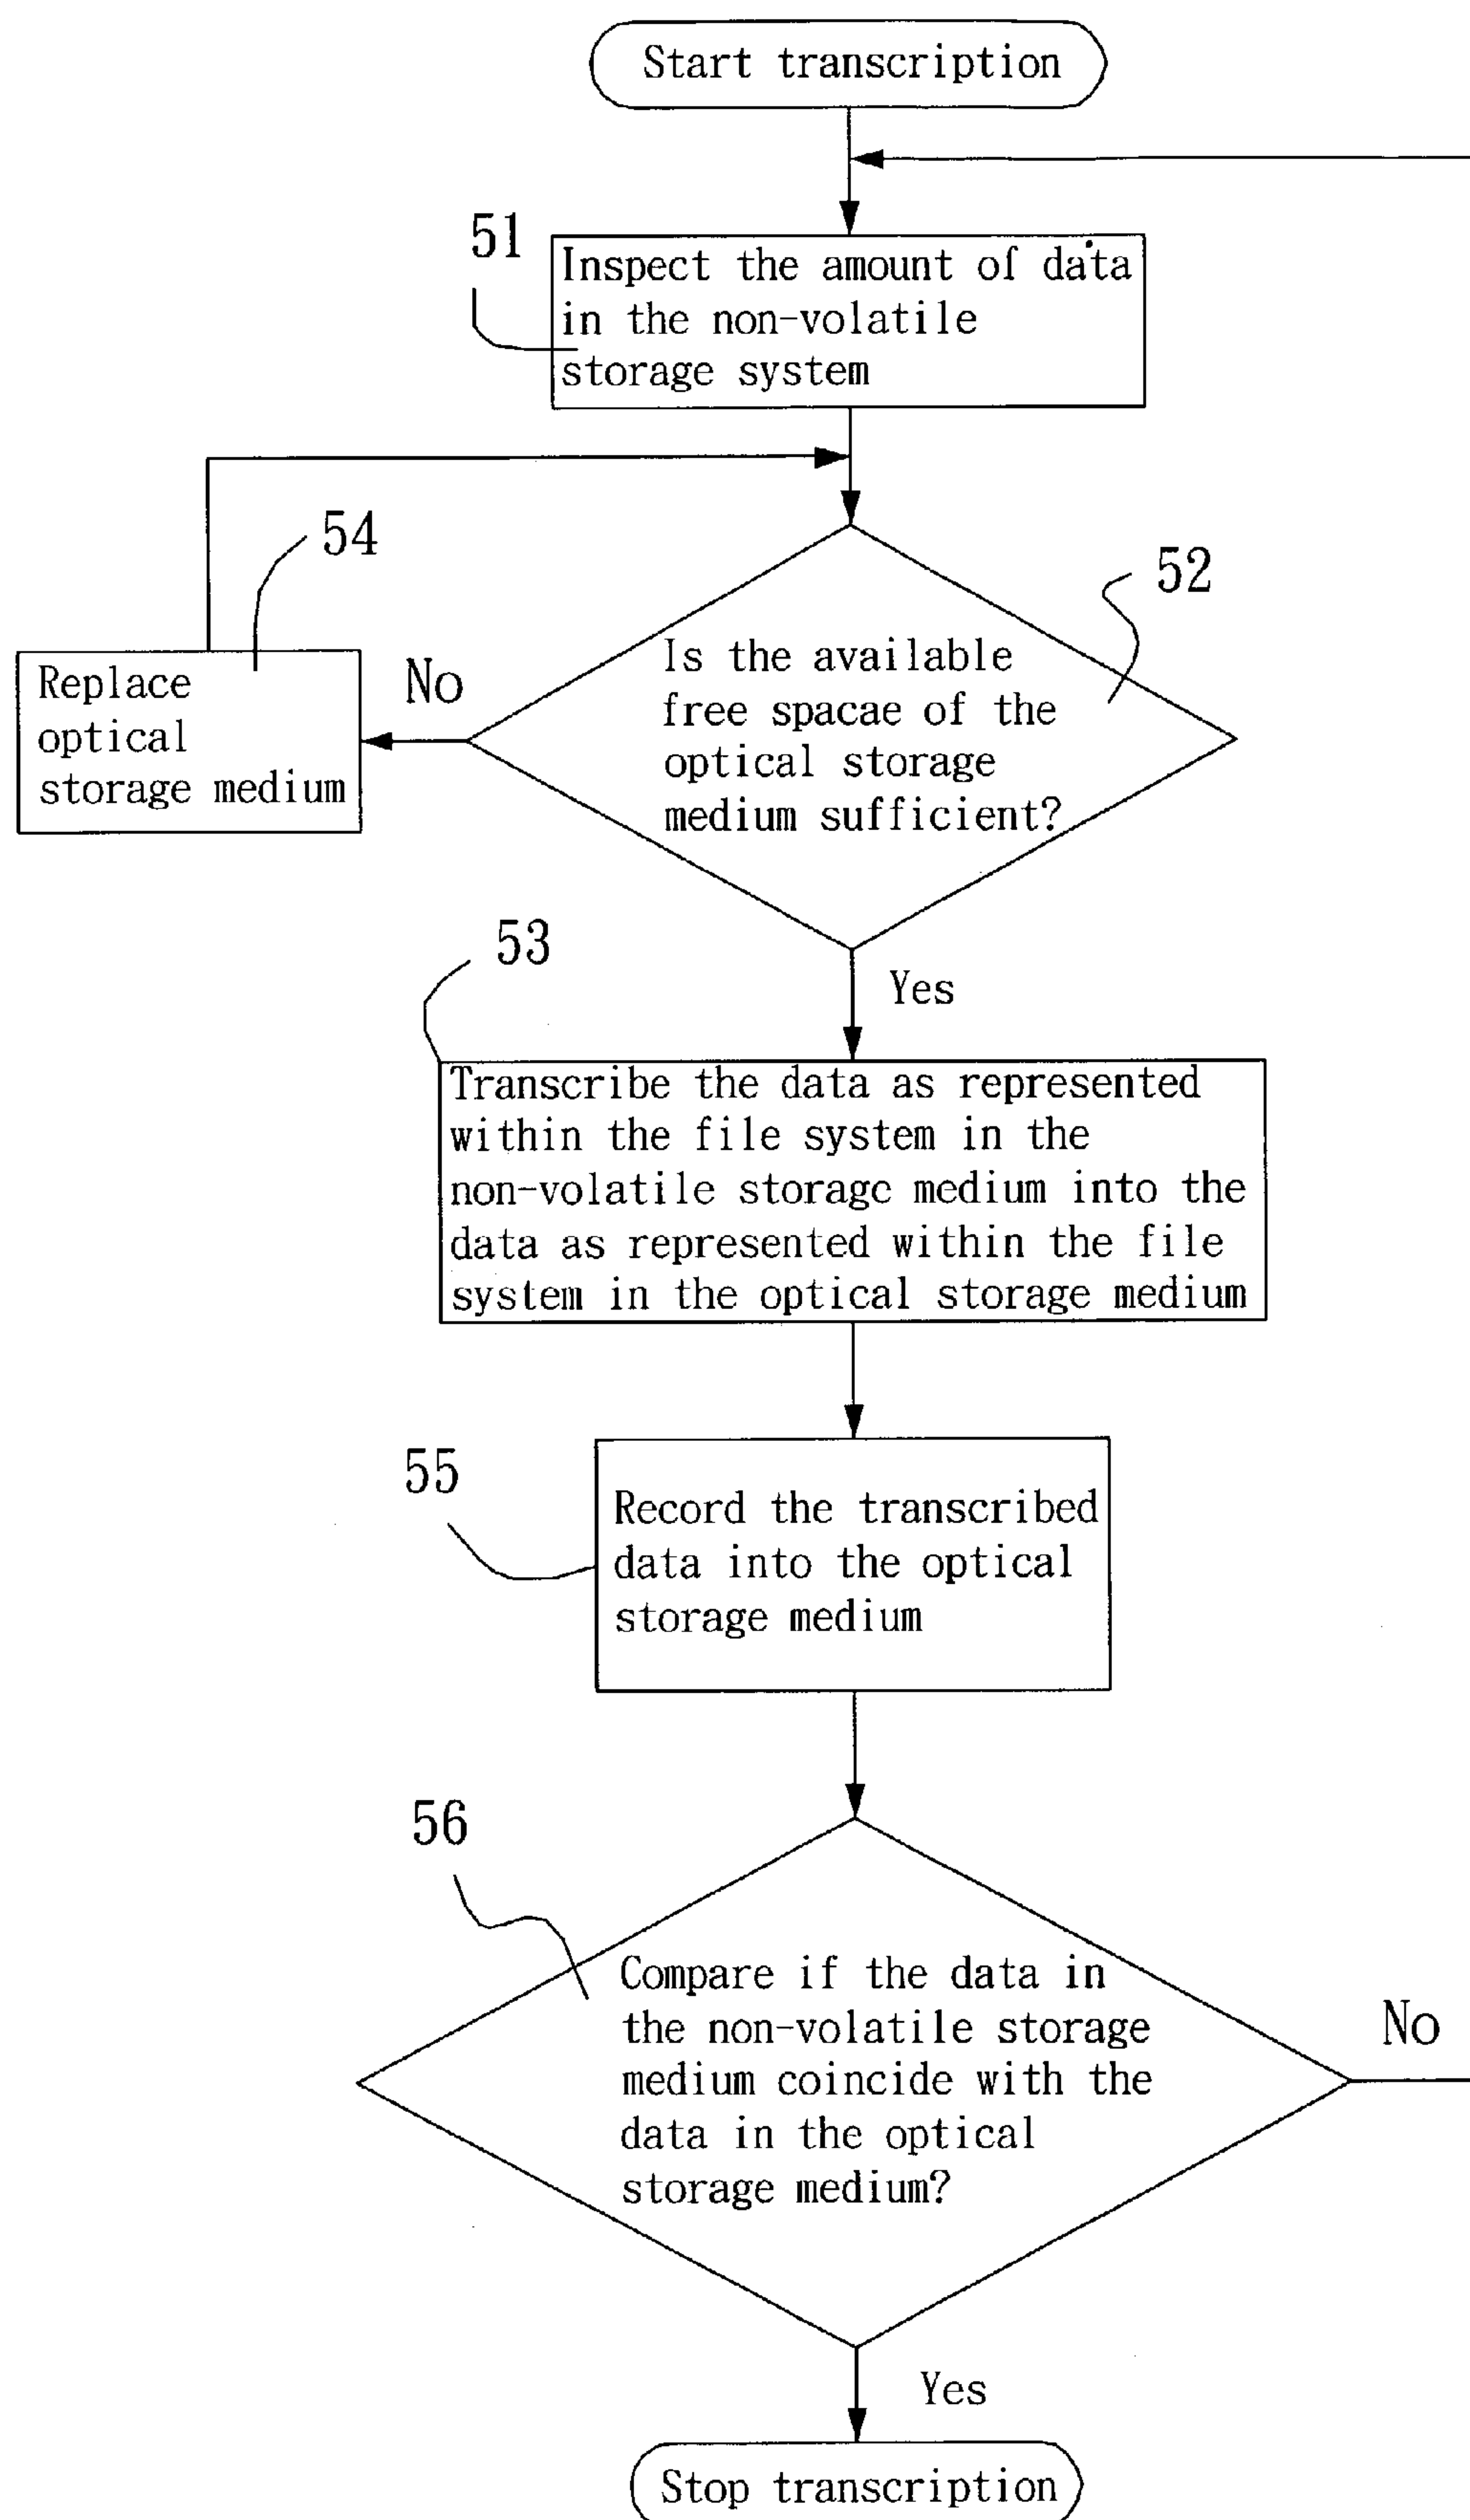 Start transcription
51
Inspect the amount of data
in the non-volatile
storage system
54
52
Replace
optical
storage medium
No
Is the available
free spacae of the
optical storage
medium sufficient?
53
Yes
Transcribe the data as represented
within the file system in the
non-volatile storage medium into the
data as represented within the file
system in the optical storage medium
55
Record the transcribed
data into the optical
storage medium
56
Compare if the data in
the non-volatile storage
medium coincide with the
data in the optical
storage medium?
No
Yes
Stop transcription